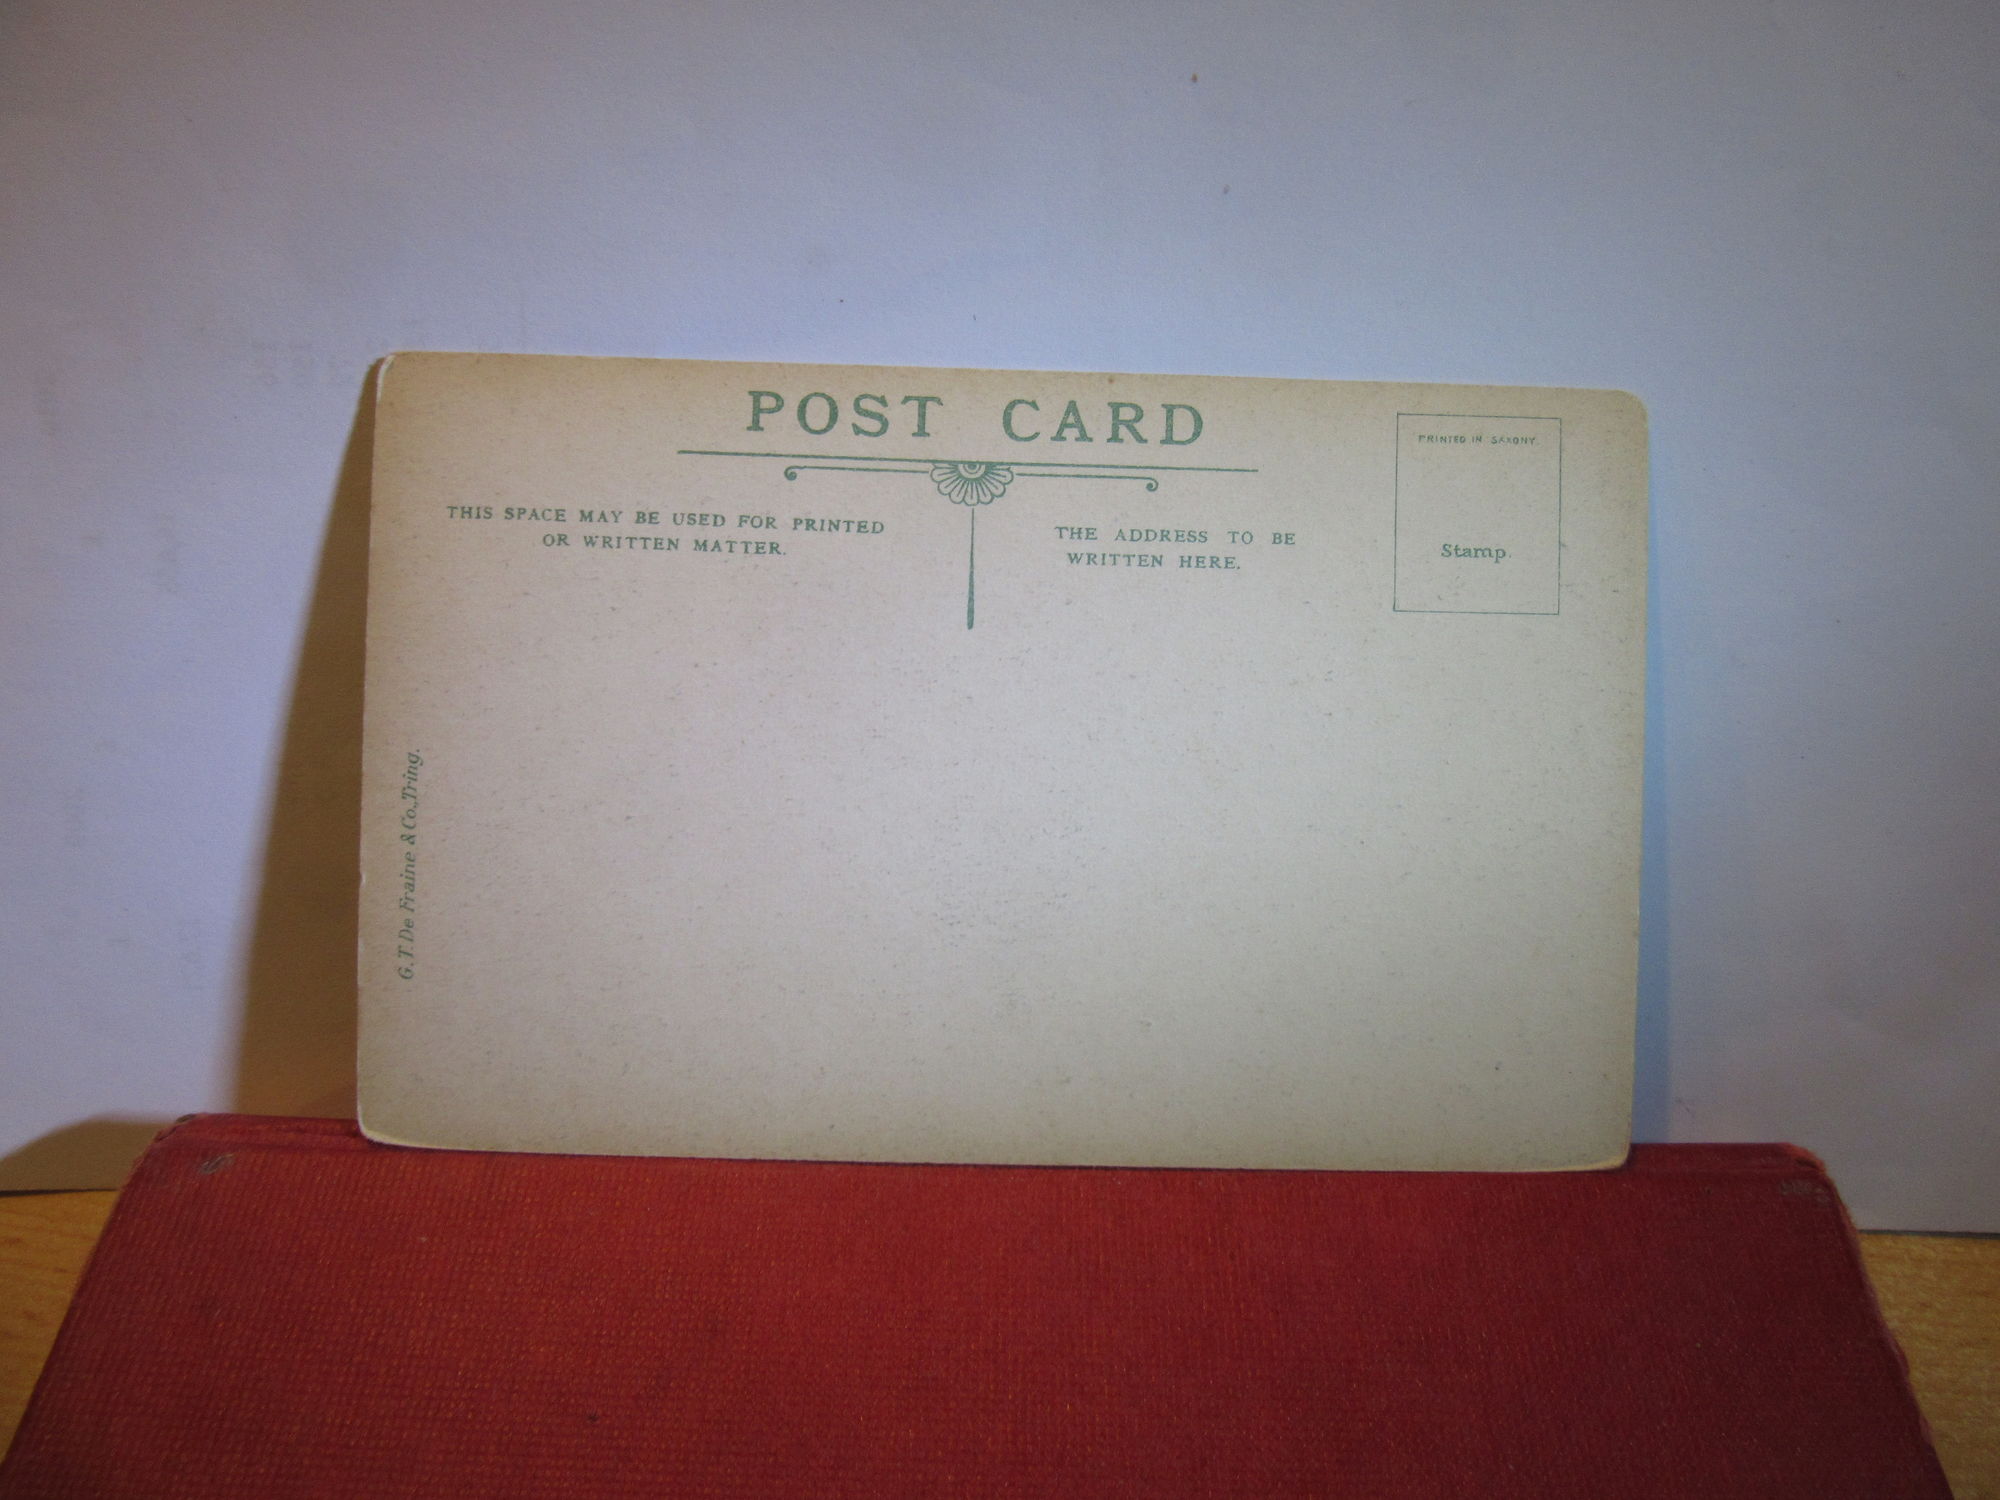 POST CARD
PRINTED IN SAXONY.
THIS SPACE MAY BE USED FOR PRINTED
OR WRITTEN MATTER.
THE ADDRESS TO BE
WRITTEN HERE.
Stamp.
G. T. De Fraine & Co., Tring.